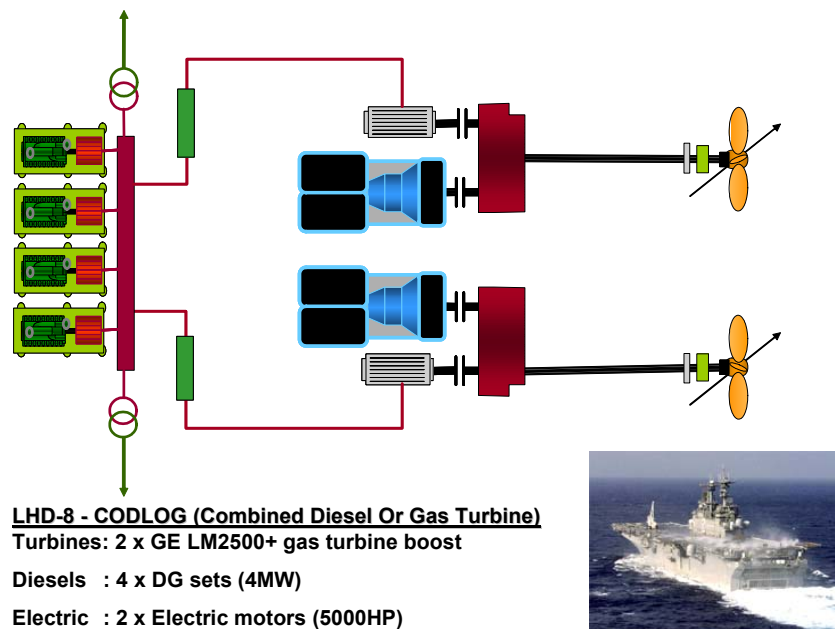 LHD-8 - CODLOG (Combined Diesel Or Gas Turbine)
Turbines: 2 x GE LM2500+ gas turbine boost
Diesels : 4 x DG sets (4MW)
Electric : 2 x Electric motors (5000HP)